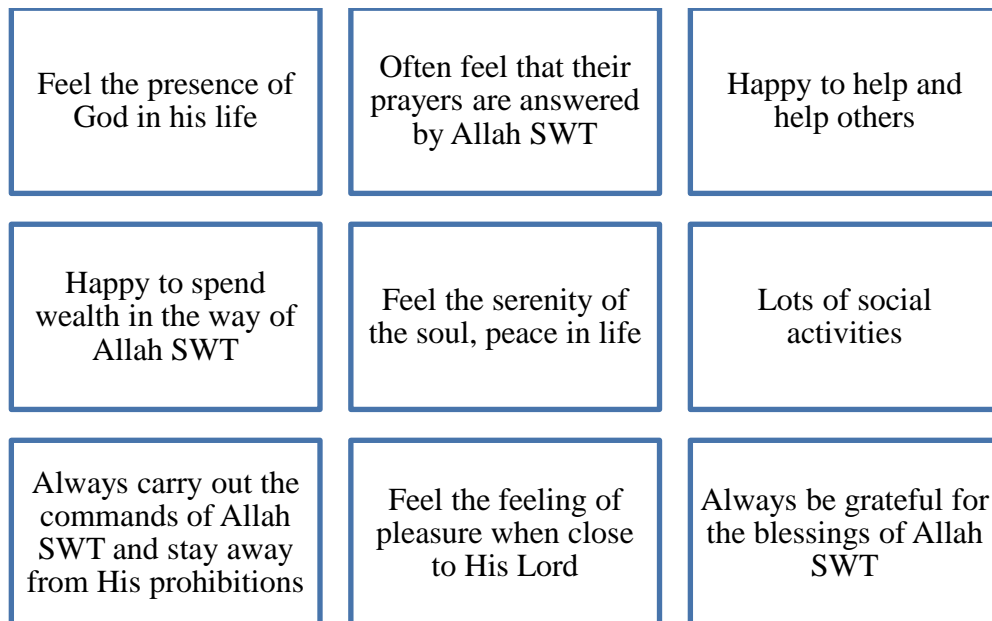 Feel the presence of
God in his life
Often feel that their
prayers are answered
by Allah SWT
Happy to help and
help others
Happy to spend
wealth in the way of
Allah SWT
Feel the serenity of
the soul, peace in life
Lots of social
activities
Always carry out the
commands of Allah
SWT and stay away
from His prohibitions
Feel the feeling of
pleasure when close
to His Lord
Always be grateful for
the blessings of Allah
SWT